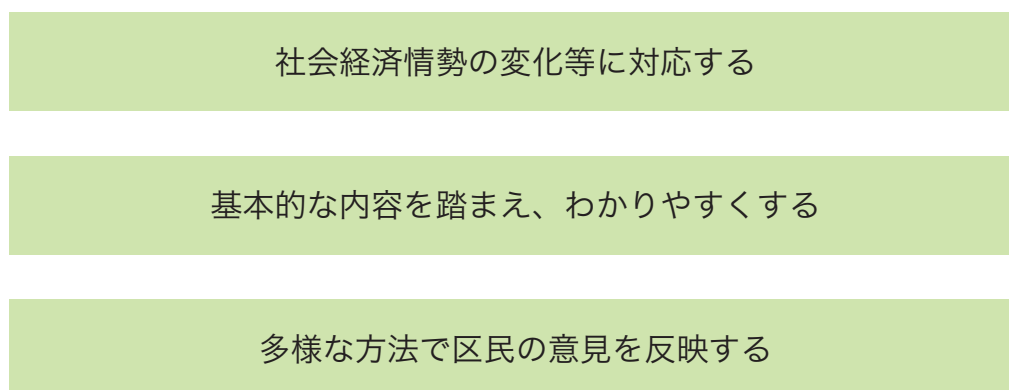 社会経済情勢の変化等に対応する
基本的な内容を踏まえ、わかりやすくする
多様な方法で区民の意見を反映する